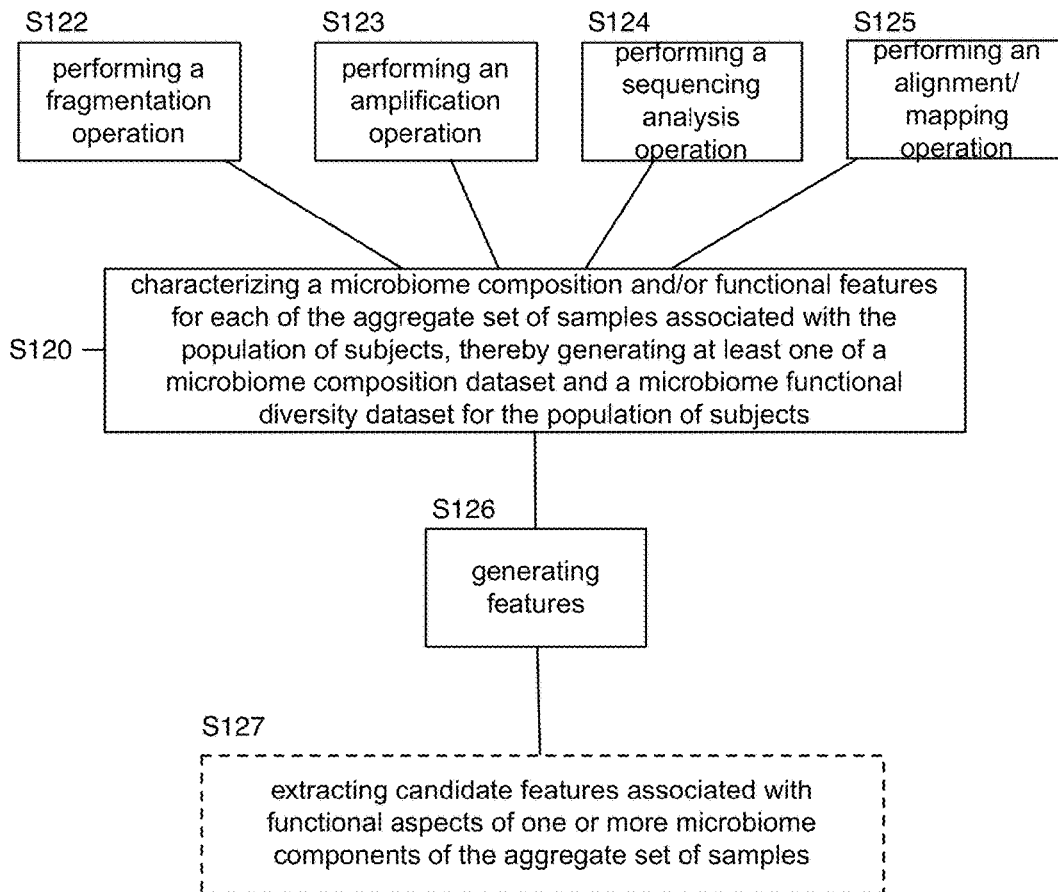 S122
performing a
fragmentation
operation
S123
performing an
amplification
operation
S124
performing a
sequencing
analysis
operation
S125
performing an
alignment/
mapping
operation
S120
characterizing a microbiome composition and/or functional features
for each of the aggregate set of samples associated with the
population of subjects, thereby generating at least one of a
microbiome composition dataset and a microbiome functional
diversity dataset for the population of subjects
S126
generating
features
S127
extracting candidate features associated with
functional aspects of one or more microbiome
components of the aggregate set of samples